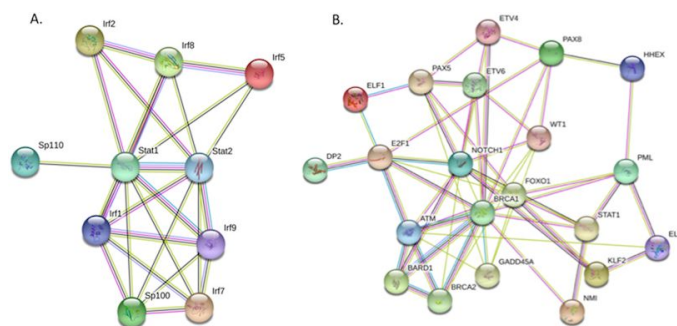 A.
Irf2
Irf8
Irf5
Sp110
Stat1
Stat2
Irf1
Irf9
Sp100
Irf7
B.
ETV4
PAX8
HHEX
PAX5
ETV6
ELF1
WT1
E2F1
DP2
NOTCH1
PML
FOXO1
BRCA1
ATM
STAT1
EL
BARD1
GADD45A
KLF2
BRCA2
NMI